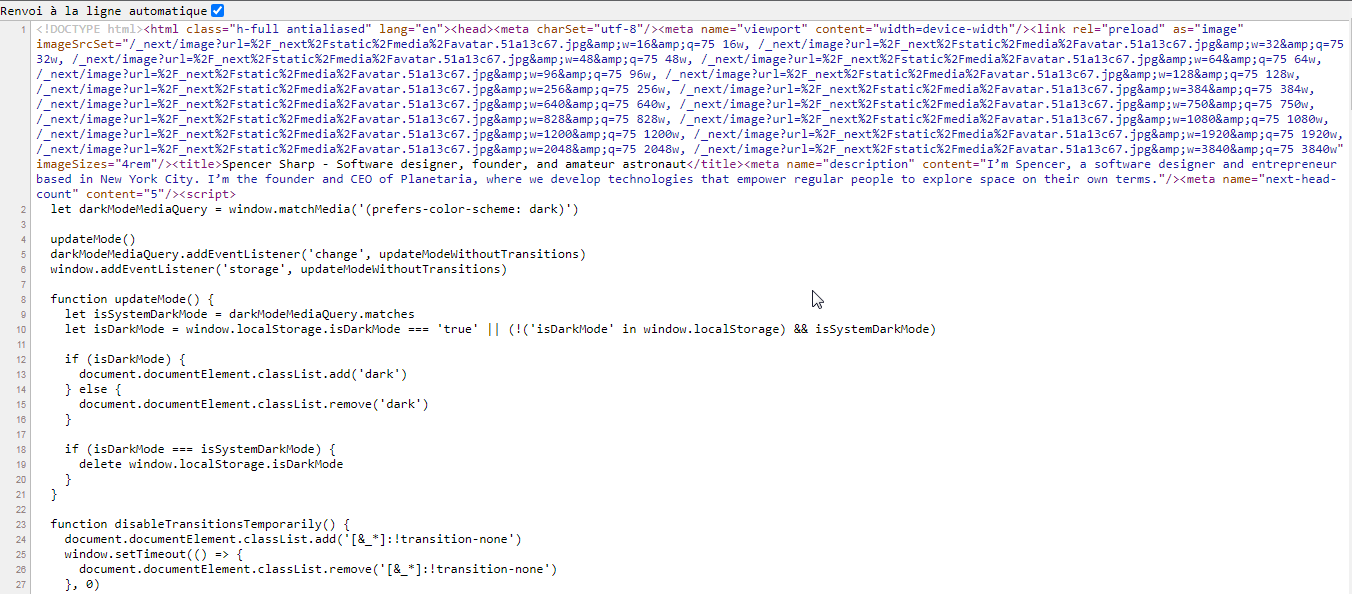 Renvoi à la ligne automatique
1 <!DOCTYPE html><html class="h-full antialiased" lang="en"><head><meta charSet="utf-8"/><meta name="viewport" content="width=device-width"/><link rel="preload" as="image"
imageSrcSet="/_next/image?url=%2F_next%2Fstatic%2Fmedia%2Favatar.51a13c67.jpg&amp;w=16&amp;q=75 16w, /_next/image?url=%2F_next%2Fstatic%2Fmedia%2Favatar.51a13c67.jpg&amp;w=32&amp;q=75
32w, /_next/image?url=%2F_next%2Fstatic%2Fmedia%2Favatar.51a13c67.jpg&amp;w=48&amp;q=75 48w, /_next/image?url=%2F_next%2Fstatic%2Fmedia%2Favatar.51a13c67.jpg&amp;w=64&amp;q=75 64w,
/_next/image?url=%2F_next%2Fstatic%2Fmedia%2Favatar.51a13c67.jpg&amp;w=96&amp;q=75 96w, /_next/image?url=%2F_next%2Fstatic%2Fmedia%2Favatar.51a13c67.jpg&amp;w=128&amp;q=75 128w,
/_next/image?url=%2F_next%2Fstatic%2Fmedia%2Favatar.51a13c67.jpg&amp;w=256&amp;q=75 256w, /_next/image?url=%2F_next%2Fstatic%2Fmedia%2Favatar.51a13c67.jpg&amp;w=384&amp;q=75 384w,
/_next/image?url=%2F_next%2Fstatic%2Fmedia%2Favatar.51a13c67.jpg&amp;w=640&amp;q=75 640w, /_next/image?url=%2F_next%2Fstatic%2Fmedia%2Favatar.51a13c67.jpg&amp;w=750&amp;q=75 750w,
/_next/image?url=%2F_next%2Fstatic%2Fmedia%2Favatar.51a13c67.jpg&amp;w=828&amp;q=75 828w, /_next/image?url=%2F_next%2Fstatic%2Fmedia%2Favatar.51a13c67.jpg&amp;w=1080&amp;q=75 1080w,
/_next/image?url=%2F_next%2Fstatic%2Fmedia%2Favatar.51a13c67.jpg&amp;w=1200&amp;q=75 1200w, /_next/image?url=%2F_next%2Fstatic%2Fmedia%2Favatar.51a13c67.jpg&amp;w=1920&amp;q=75 1920w,
/_next/image?url=%2F_next%2Fstatic%2Fmedia%2Favatar.51a13c67.jpg&amp;w=2048&amp;q=75 2048w, /_next/image?url=%2F_next%2Fstatic%2Fmedia%2Favatar.51a13c67.jpg&amp;w=3840&amp;q=75 3840w"
imageSizes="4rem"/><title>Spencer Sharp - Software designer, founder, and amateur astronaut</title><meta name="description" content="I’m Spencer, a software designer and entrepreneur
based in New York City. I’m the founder and CEO of Planetaria, where we develop technologies that empower regular people to explore space on their own terms."/><meta name="next-head-
count" content="5"/><script>
2 let darkModeMediaQuery = window.matchMedia('(prefers-color-scheme: dark)')
3
4 updateMode()
5 darkModeMediaQuery.addEventListener('change', updateModeWithoutTransitions)
6 window.addEventListener('storage', updateModeWithoutTransitions)
7
8 function updateMode() {
9 let isSystemDarkMode = darkModeMediaQuery.matches
10 let isDarkMode = window.localStorage.isDarkMode === 'true' || (!('isDarkMode' in window.localStorage) && isSystemDarkMode)
11
12 if (isDarkMode) {
13 document.documentElement.classList.add('dark')
14 } else {
15 document.documentElement.classList.remove('dark')
16 }
17
18 if (isDarkMode === isSystemDarkMode) {
19 delete window.localStorage.isDarkMode
20 }
21 }
22
23 function disableTransitionsTemporarily() {
24 document.documentElement.classList.add('[&_*]:!transition-none')
25 window.setTimeout(() => {
26 document.documentElement.classList.remove('[&_*]:!transition-none')
27 }, 0)